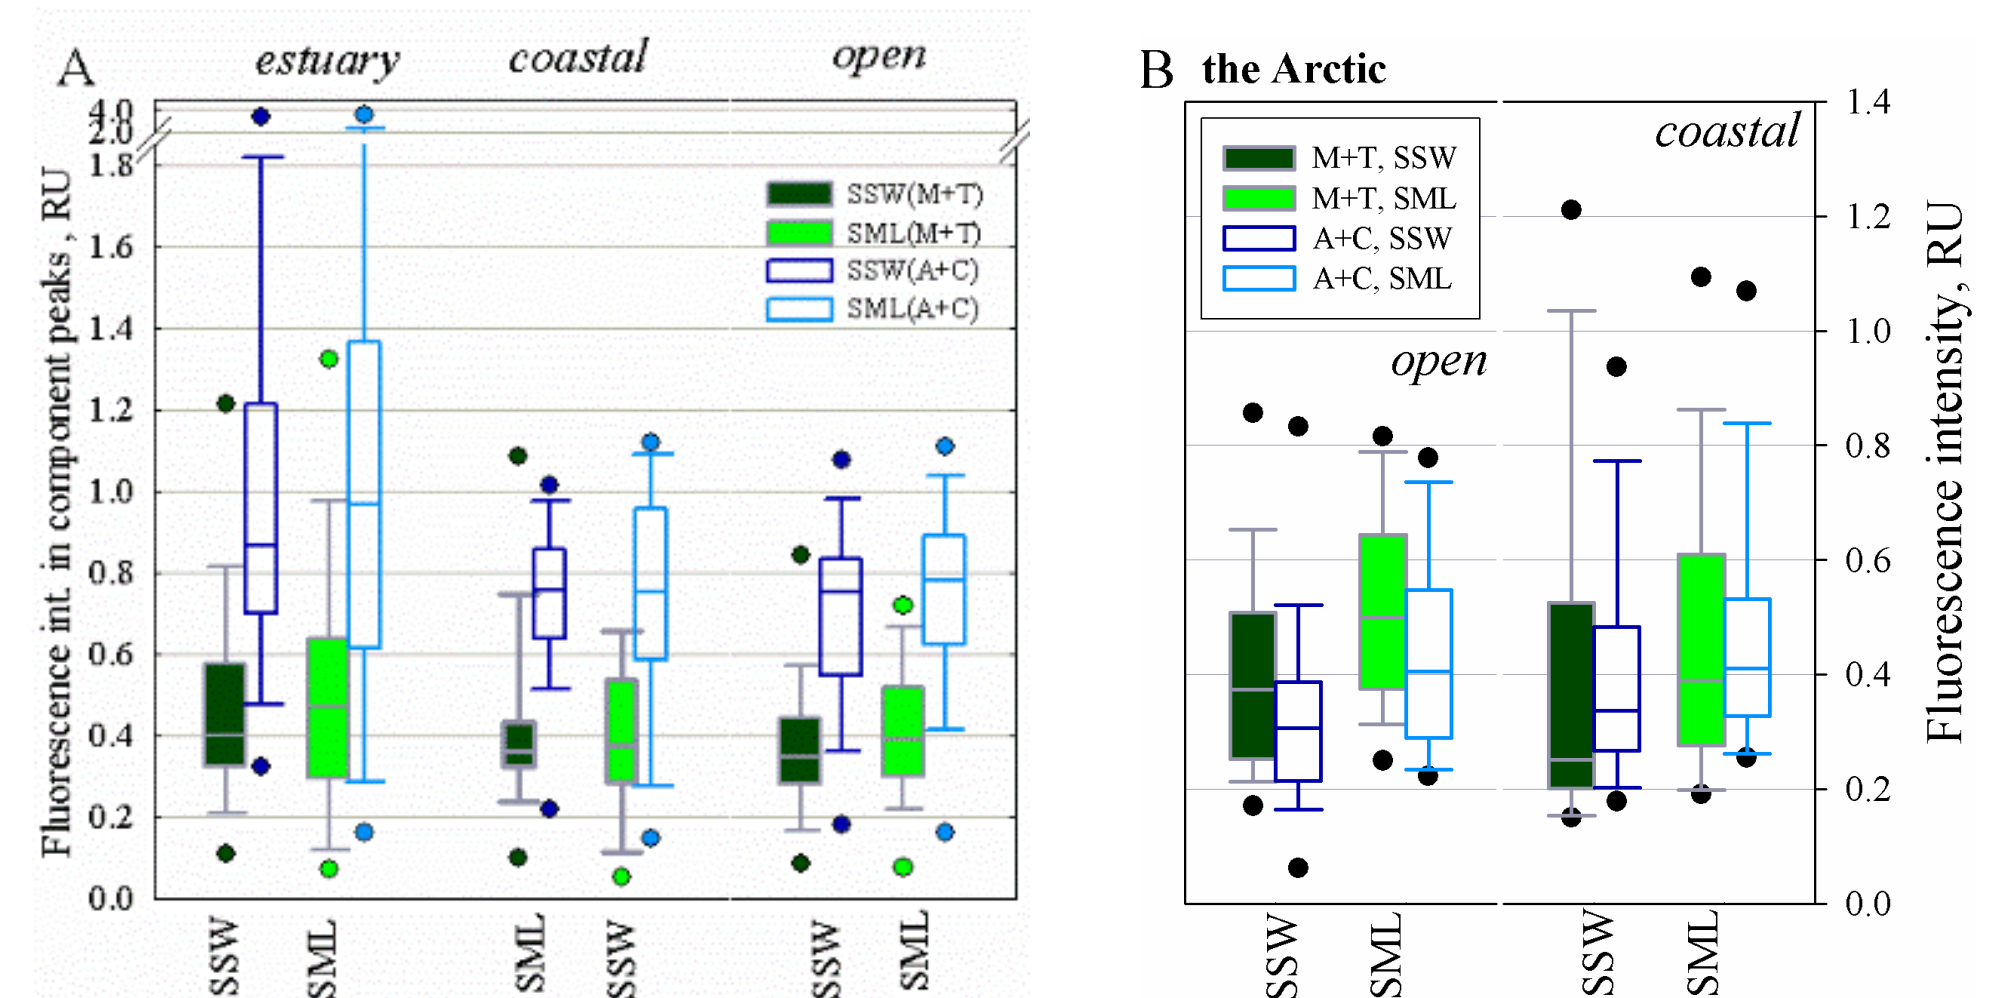 A
estuary coastal open
4.0
2.0
1.8
1.6
1.4
1.2
1.0
0.8
0.6
0.4
0.2
0.0
Fluorescence int. in component peaks, RU
SSW(M+T)
SML(M+T)
SSW(A+C)
SML(A+C)
SSW SML SML SSW SSW SML
B the Arctic
coastal
open
M+T, SSW
M+T, SML
A+C, SSW
A+C, SML
1.4
1.2
1.0
0.8
0.6
0.4
0.2
0.0
Fluorescence intensity, RU
SSW SML SSW SML